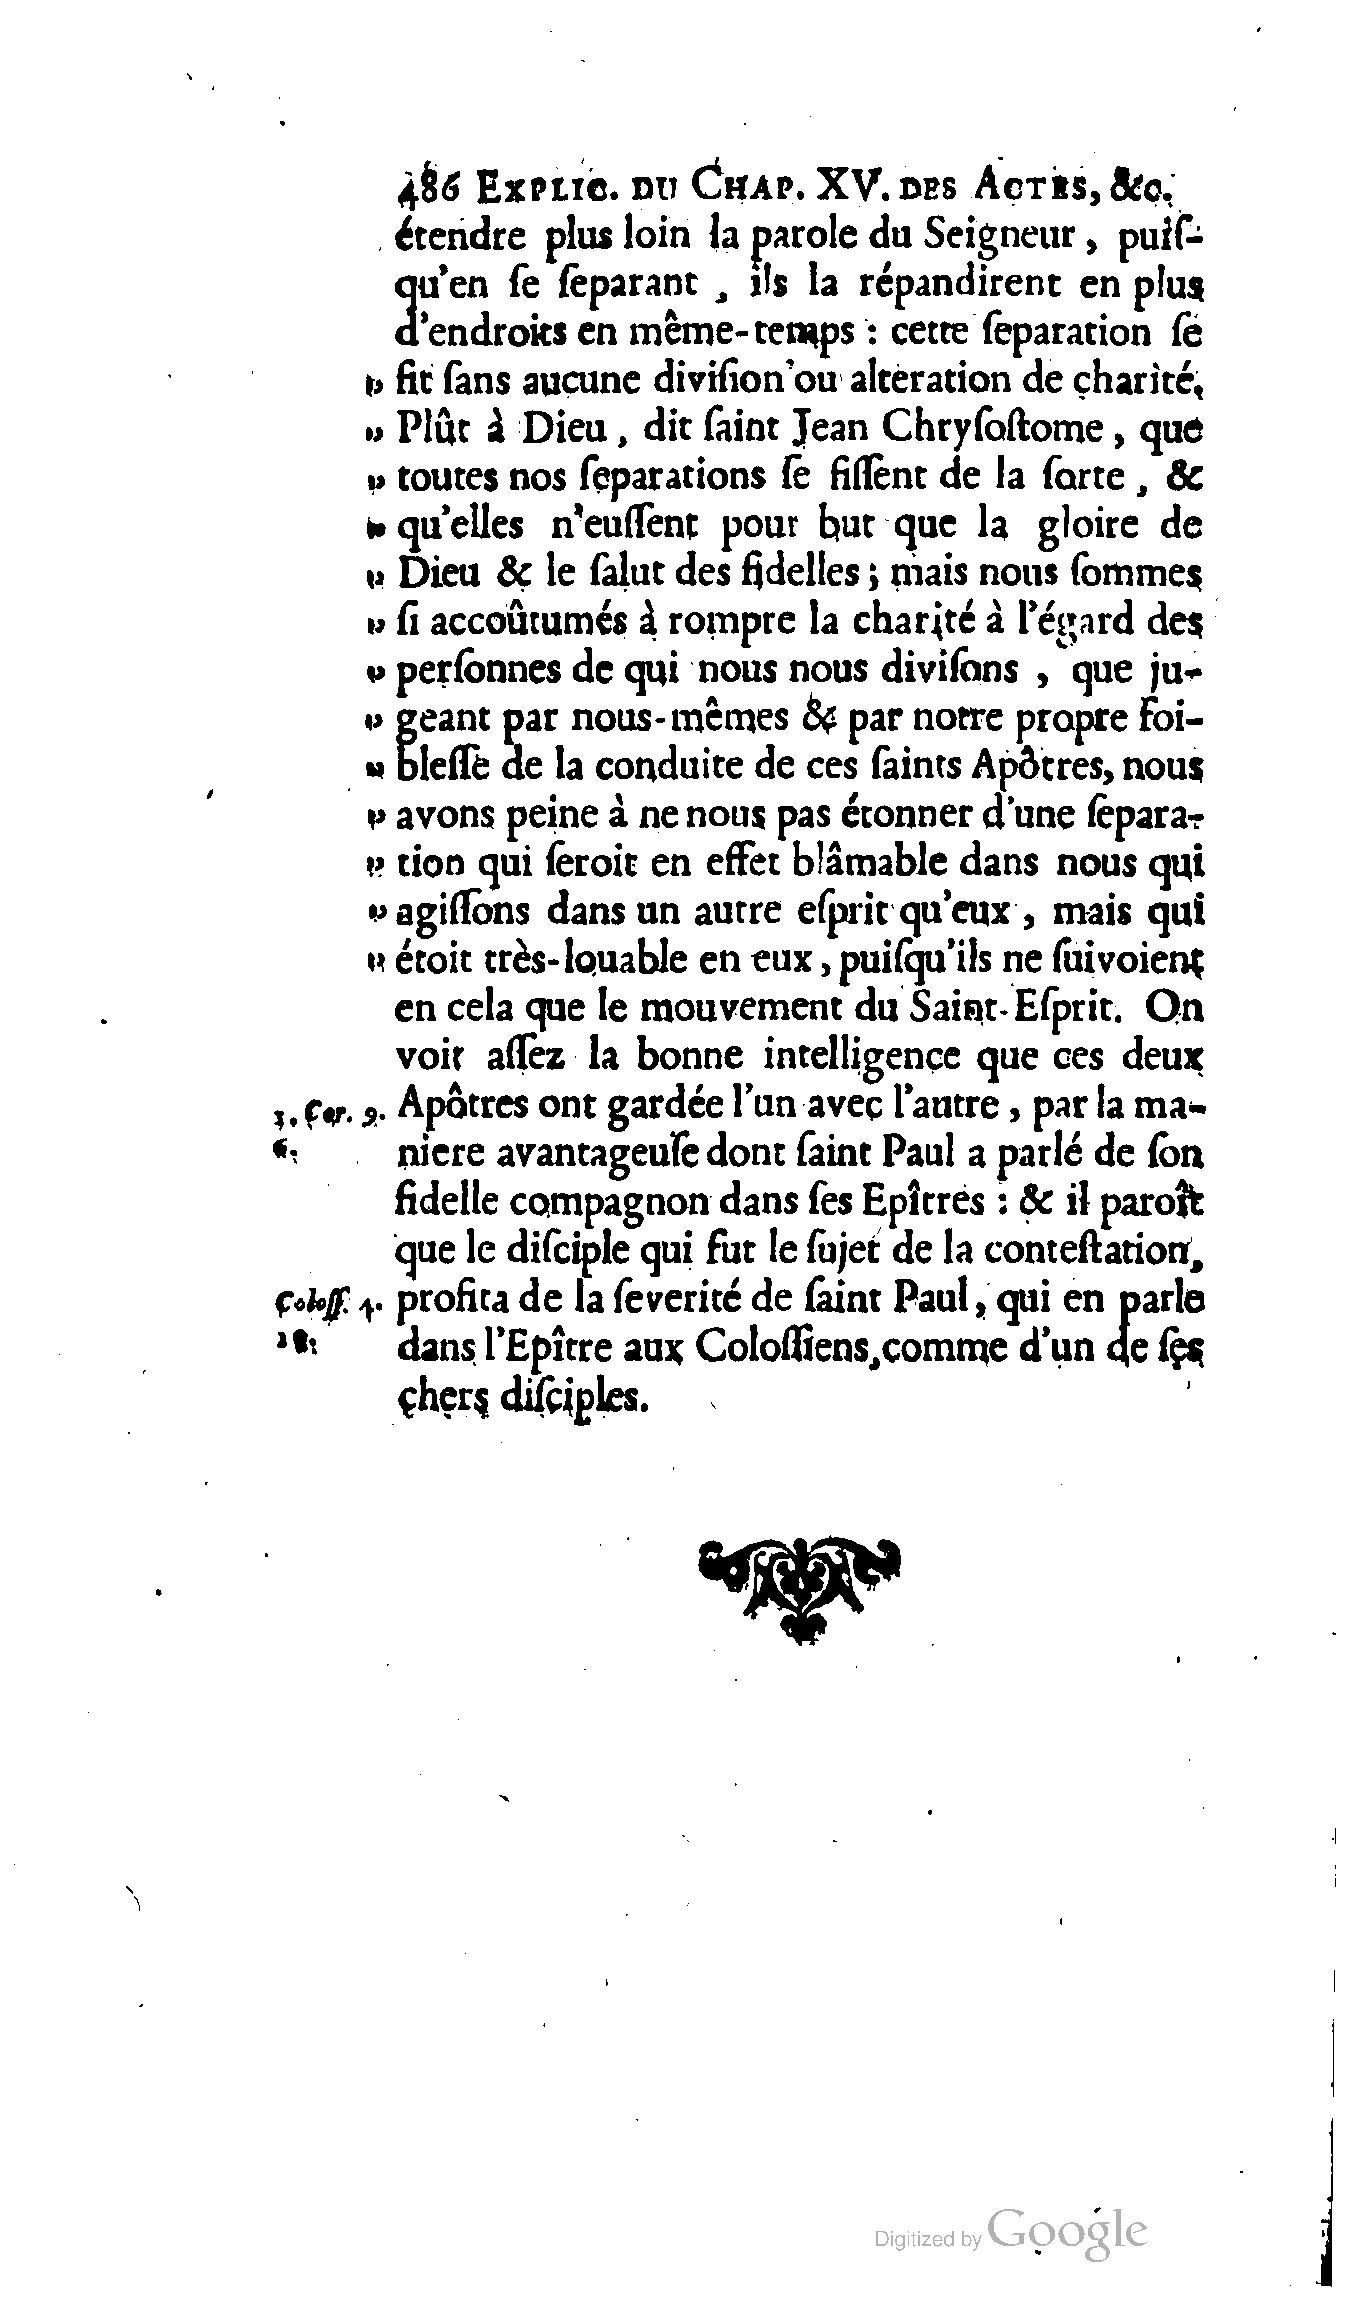 486 EXPLIC. DU CHAP. XV. DES ACTES, &c.
étendre plus loin la parole du Seigneur, puiſ-
qu'en ſe ſeparant, ils la répandirent en plus
d'endroits en même-temps : cette ſeparation ſe
„ fit ſans aucune diviſion ou alteration de charité,
„ Plût à Dieu, dit ſaint Jean Chryſoſtome, que
„ toutes nos ſeparations ſe fiſſent de la ſorte, &
„ qu'elles n'euſſent pour but que la gloire de
„ Dieu & le ſalut des fidelles ; mais nous ſommes
„ ſi accoûtumés à rompre la charité à l'égard des
„ perſonnes de qui nous nous diviſons, que ju-
„ geant par nous-mêmes & par notre propre foi-
„ bleſſe de la conduite de ces ſaints Apôtres, nous
„ avons peine à ne nous pas étonner d'une ſepara-
„ tion qui ſeroit en effet blâmable dans nous qui
„ agiſſons dans un autre eſprit qu'eux, mais qui
„ étoit très-louable en eux, puiſqu'ils ne ſuivoient
en cela que le mouvement du Saint-Eſprit. On
voit aſſez la bonne intelligence que ces deux
1. Cor. 9. Apôtres ont gardée l'un avec l'autre, par la ma-
6. niere avantageuſe dont ſaint Paul a parlé de ſon
fidelle compagnon dans ſes Epîtres : & il paroît
que le diſciple qui fut le ſujet de la conteſtation,
Coloſſ. 4. profita de la ſeverité de ſaint Paul, qui en parle
18. dans l'Epître aux Coloſſiens, comme d'un de ſes
chers diſciples.
Digitized by Google